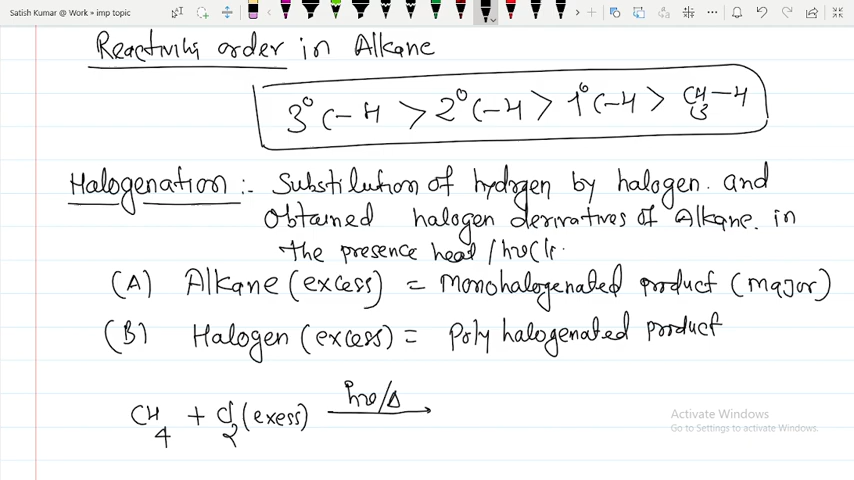 Satish Kumar @ Work » imp topic
Reactivity order in Alkane
3° C-H > 2° C-H > 1° C-H > CH3-H
Halogenation :- Substitution of hydrogen by halogen. and
Obtained halogen derivatives of Alkane. in
the presence heat /hν
(A) Alkane (excess) = Monohalogenated product (major)
(B) Halogen (excess) = Poly halogenated product
CH4 + Cl2 (exess) hν/Δ →
Activate Windows
Go to Settings to activate Windows.